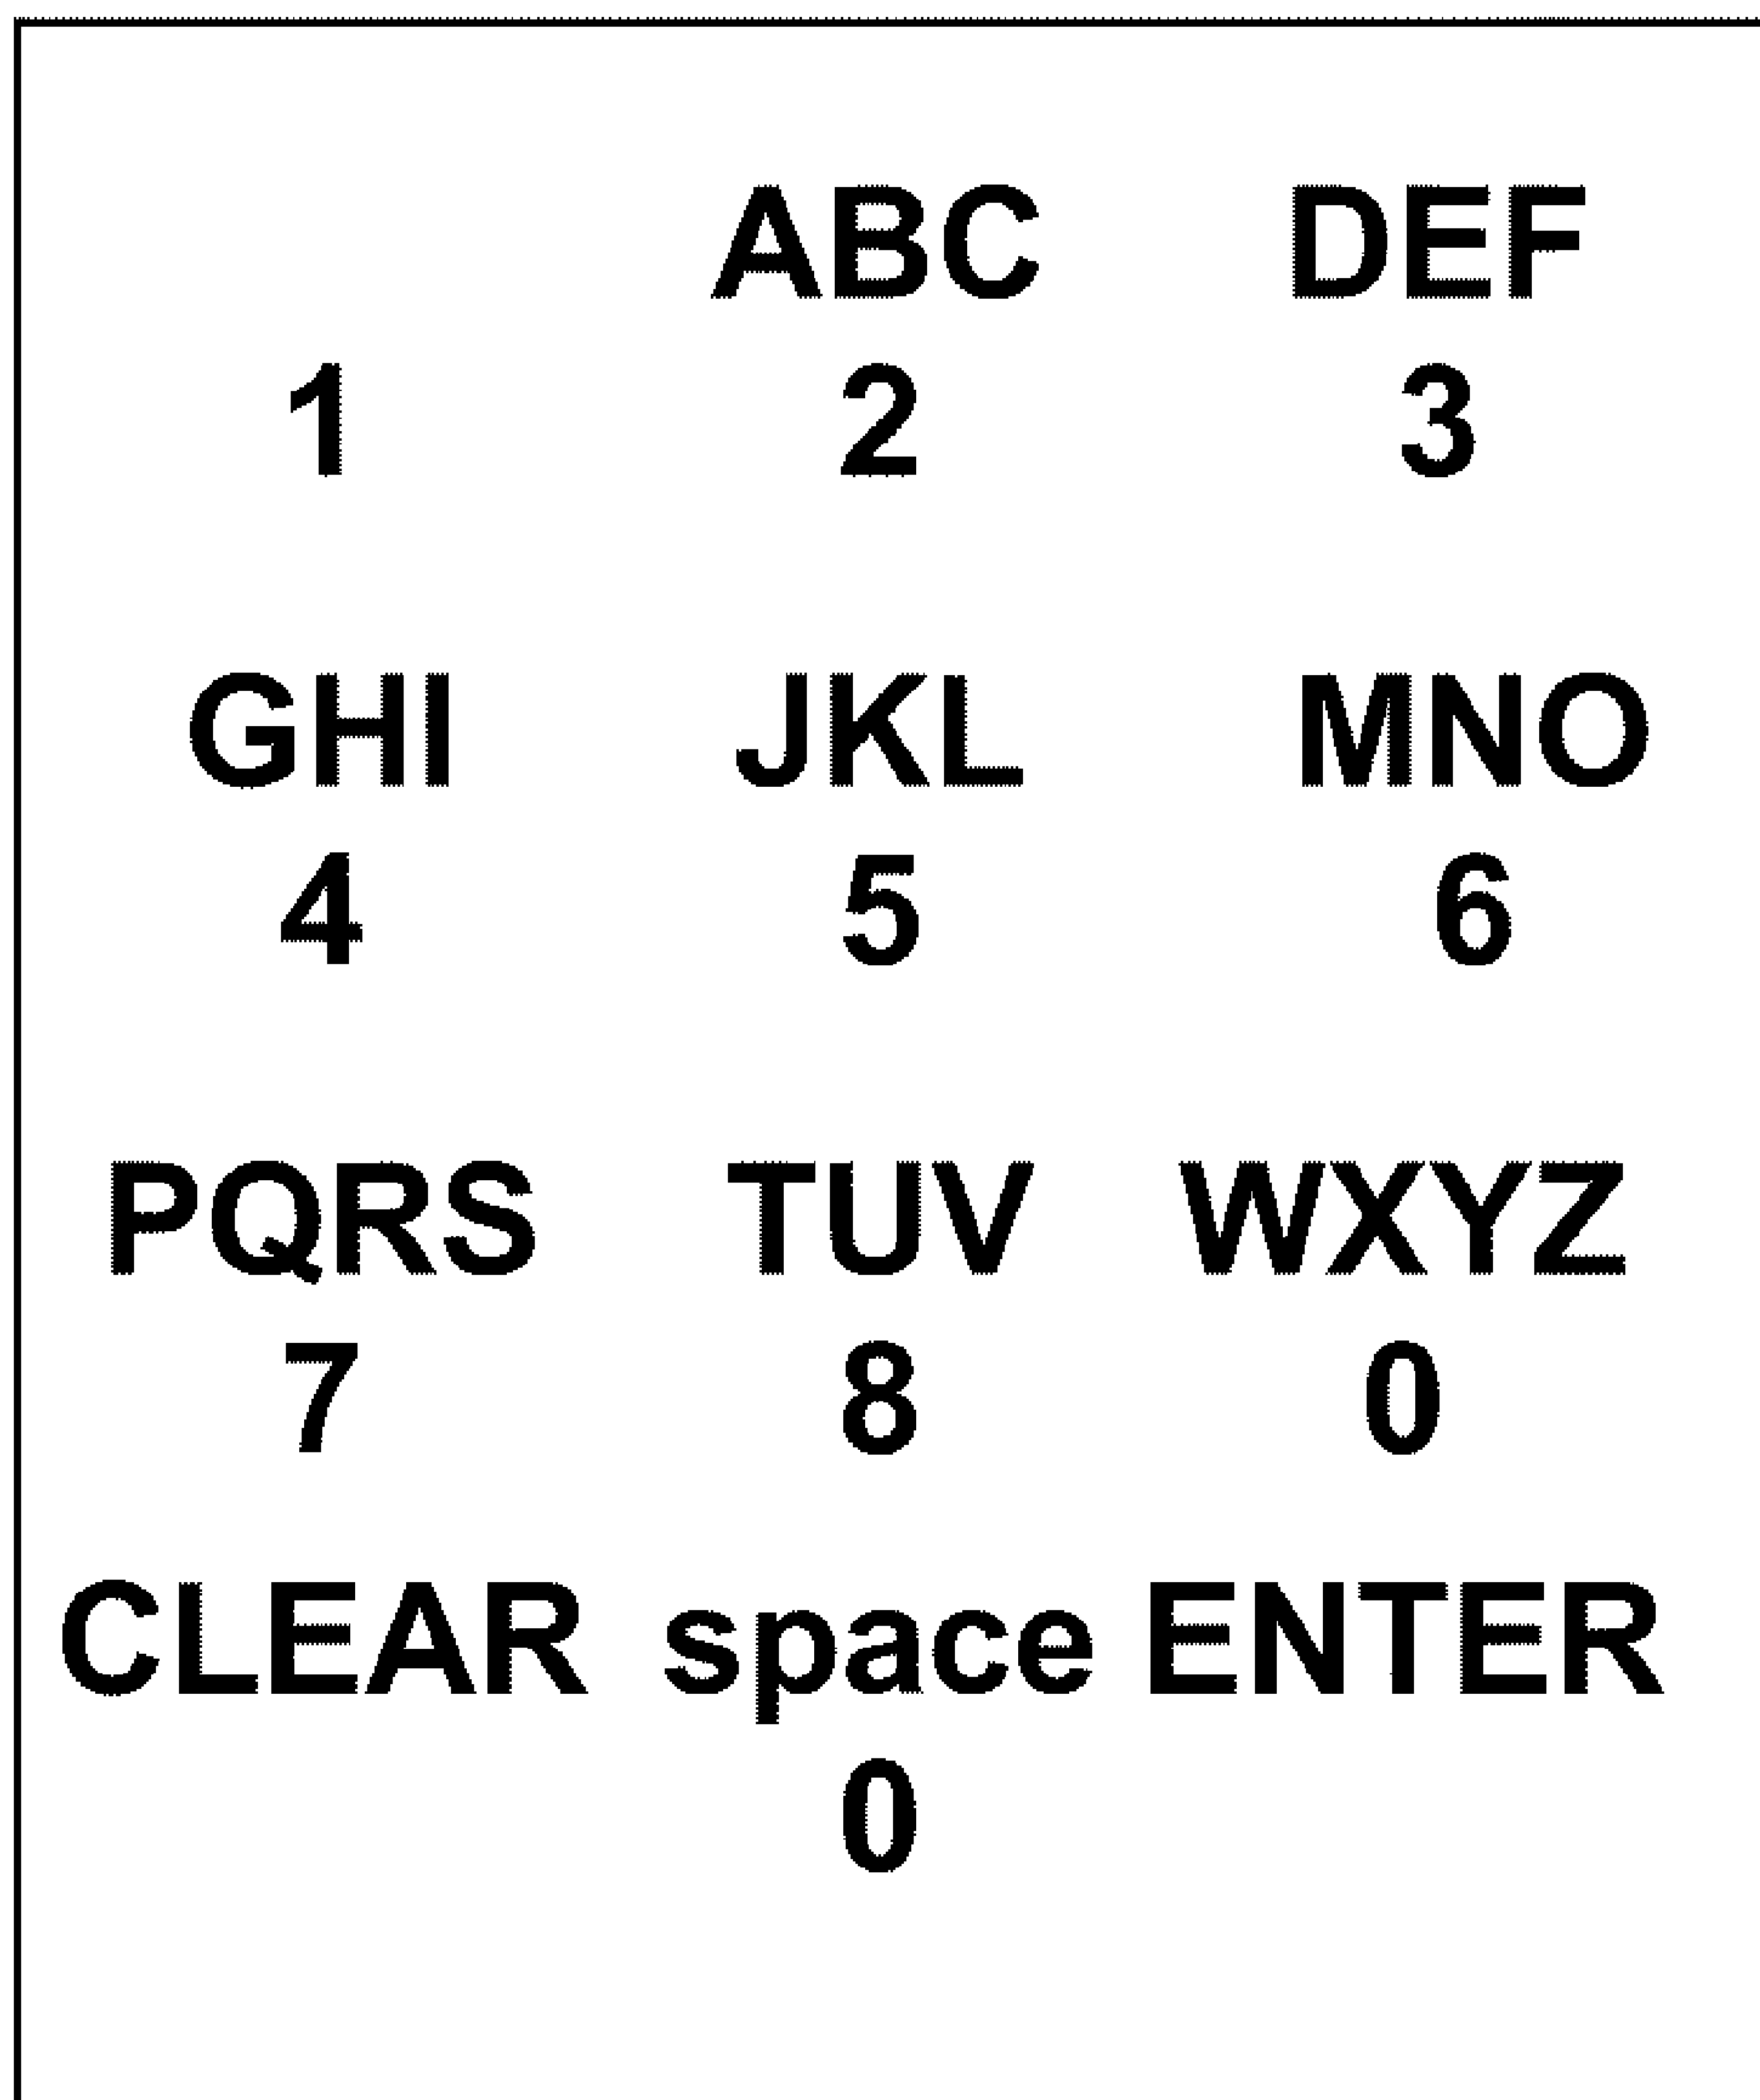 ABC DEF
1 2 3
GHI JKL MNO
4 5 6
PQRS TUV WXYZ
7 8 0
CLEAR space ENTER
0